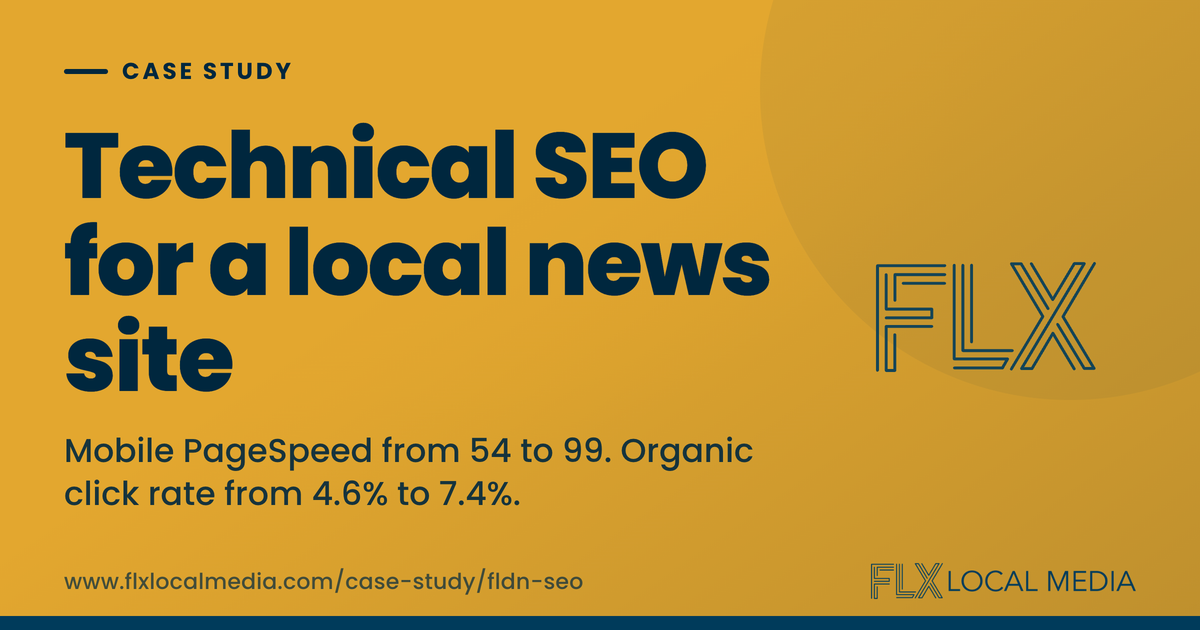 CASE STUDY
Technical SEO
for a local news
site
FLX
Mobile PageSpeed from 54 to 99. Organic
click rate from 4.6% to 7.4%.
www.flxlocalmedia.com/case-study/fldn-seo
FLX LOCAL MEDIA